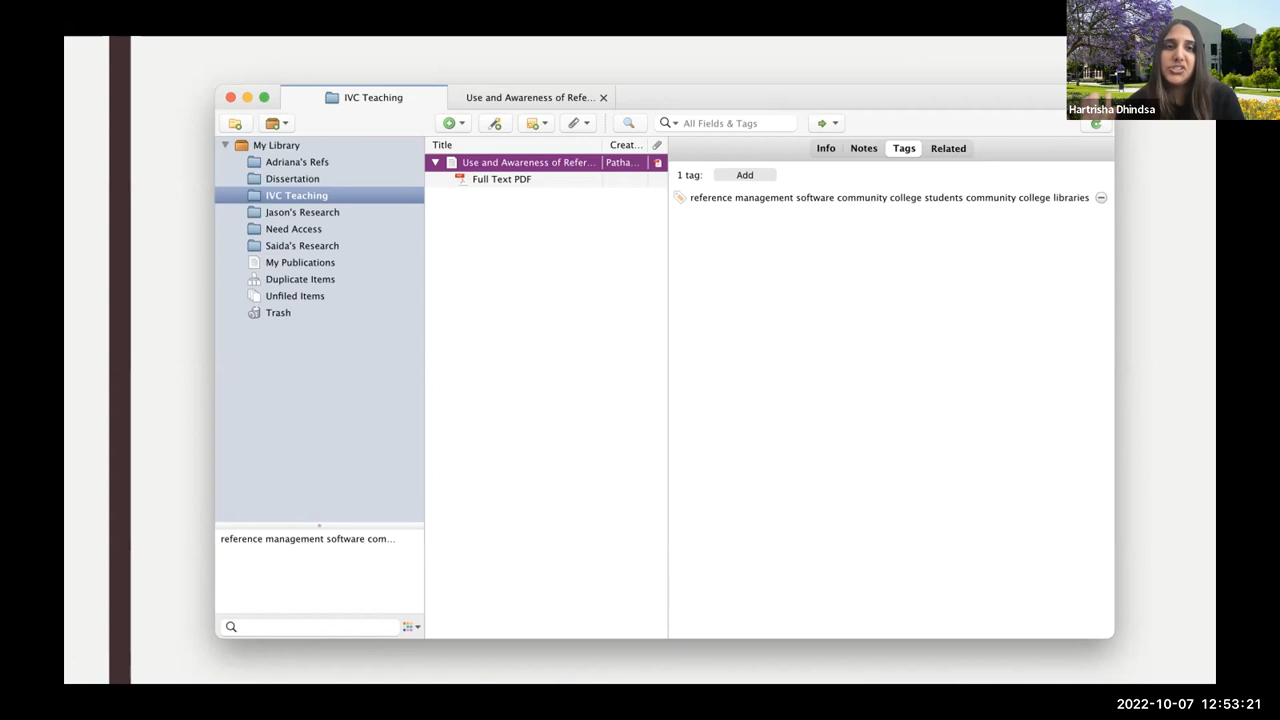 Hartrisha Dhindsa
IVC Teaching
Use and Awareness of Refe...
All Fields & Tags
My Library
Adriana's Refs
Dissertation
IVC Teaching
Jason's Research
Need Access
Saida's Research
My Publications
Duplicate Items
Unfiled Items
Trash
reference management software com...
Title Creat...
Use and Awareness of Refer... Patha...
Full Text PDF
Info Notes Tags Related
1 tag: Add
reference management software community college students community college libraries
2022-10-07 12:53:21